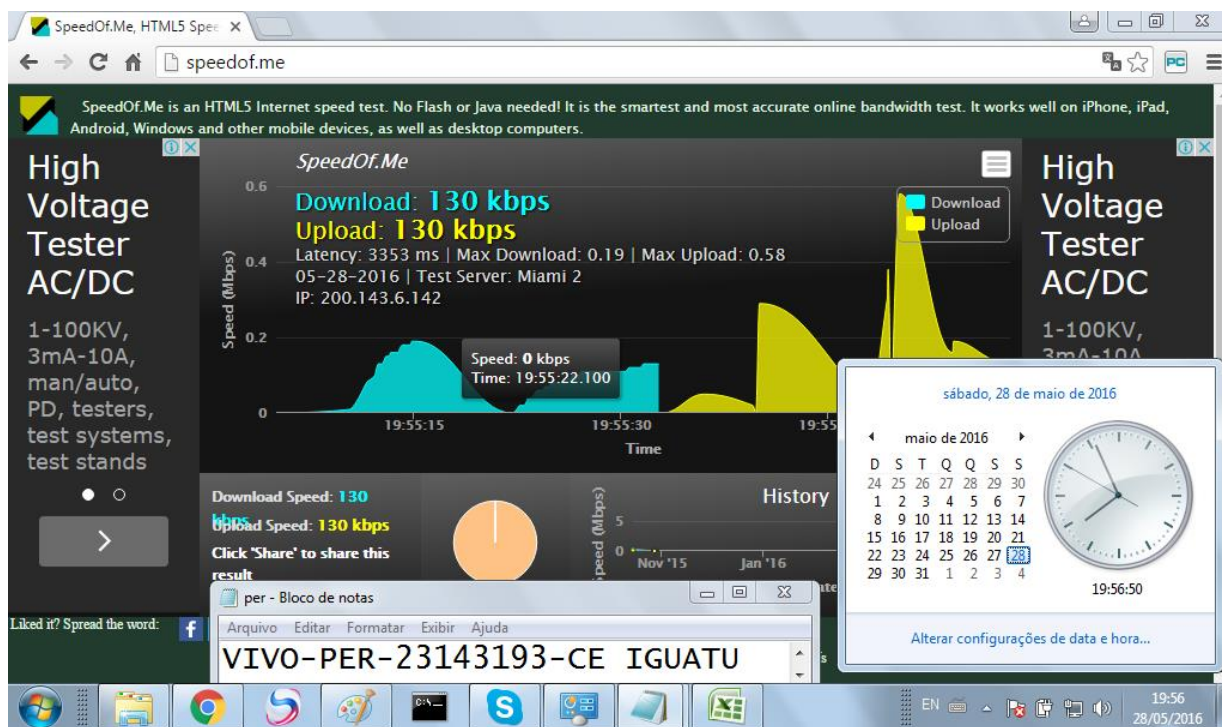 SpeedOf.Me, HTML5 Spee
speedof.me
PC
SpeedOf.Me is an HTML5 Internet speed test. No Flash or Java needed! It is the smartest and most accurate online bandwidth test. It works well on iPhone, iPad,
Android, Windows and other mobile devices, as well as desktop computers.
High
Voltage
Tester
AC/DC
1-100KV,
3mA-10A,
man/auto,
PD, testers,
test systems,
test stands
SpeedOf.Me
Download: 130 kbps
Upload: 130 kbps
Latency: 3353 ms | Max Download: 0.19 | Max Upload: 0.58
05-28-2016 | Test Server: Miami 2
IP: 200.143.6.142
Download
Upload
Speed (Mbps)
0.6
0.4
0.2
0
Speed: 0 kbps
Time: 19:55:22.100
19:55:15
19:55:30
19:55
Time
High
Voltage
Tester
AC/DC
1-100KV,
3mA-10A
Download Speed: 130
kbps
Upload Speed: 130 kbps
Click 'Share' to share this
result
History
Speed (Mbps)
5
0
Nov '15
Jan '16
sábado, 28 de maio de 2016
maio de 2016
D S T Q Q S S
24 25 26 27 28 29 30
1 2 3 4 5 6 7
8 9 10 11 12 13 14
15 16 17 18 19 20 21
22 23 24 25 26 27 28
29 30 31 1 2 3 4
19:56:50
Alterar configurações de data e hora...
Liked it? Spread the word:
f
per - Bloco de notas
Arquivo Editar Formatar Exibir Ajuda
VIVO-PER-23143193-CE IGUATU
C:\
S
EN
19:56
28/05/2016